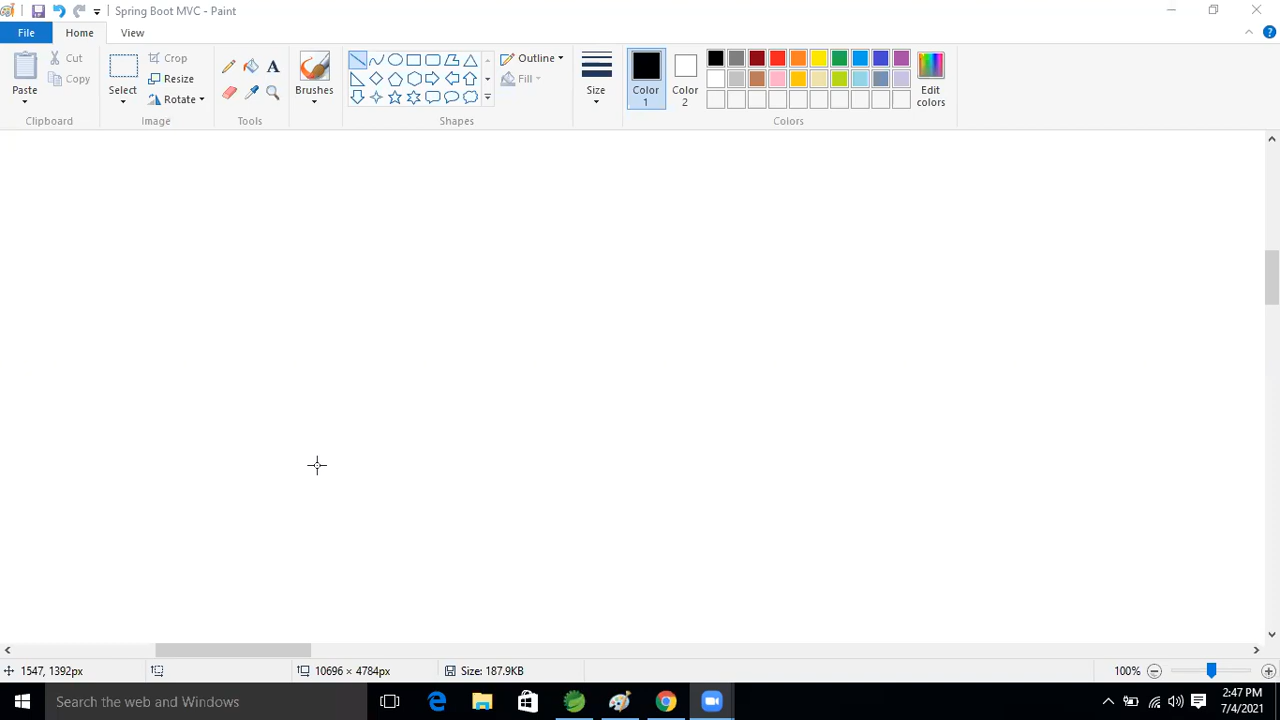 Spring Boot MVC - Paint
File Home View
Paste Cut Copy Clipboard
Select Crop Resize Rotate Image
Tools
Brushes
Outline Fill Shapes
Size
Color 1
Color 2
Edit colors
Colors
1547, 1392px 10696 × 4784px Size: 187.9KB 100%
Search the web and Windows
2:47 PM
7/4/2021